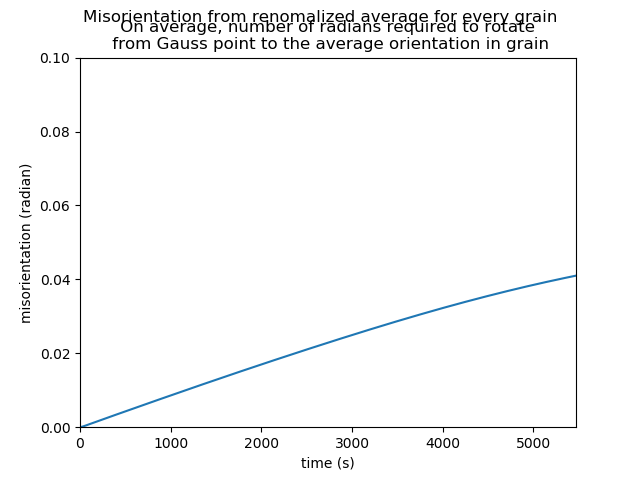 Misorientation from renomalized average for every grain
On average, number of radians required to rotate
from Gauss point to the average orientation in grain
0.10
0.08
0.06
0.04
0.02
0.00
misorientation (radian)
0 1000 2000 3000 4000 5000
time (s)